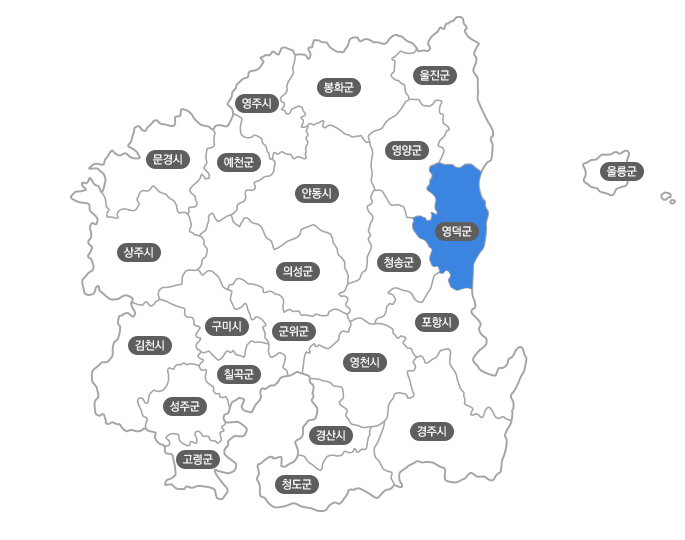 울진군
봉화군
영주시
영양군
문경시
예천군
울릉군
안동시
영덕군
상주시
청송군
의성군
포항시
구미시
군위군
김천시
영천시
칠곡군
성주군
경산시
경주시
고령군
청도군